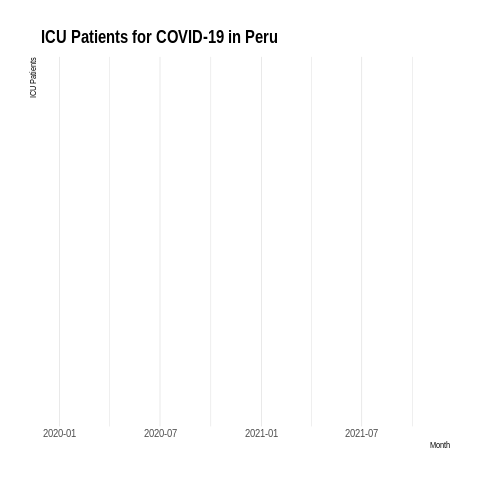 ICU Patients for COVID-19 in Peru
ICU Patients
2020-01
2020-07
2021-01
2021-07
Month